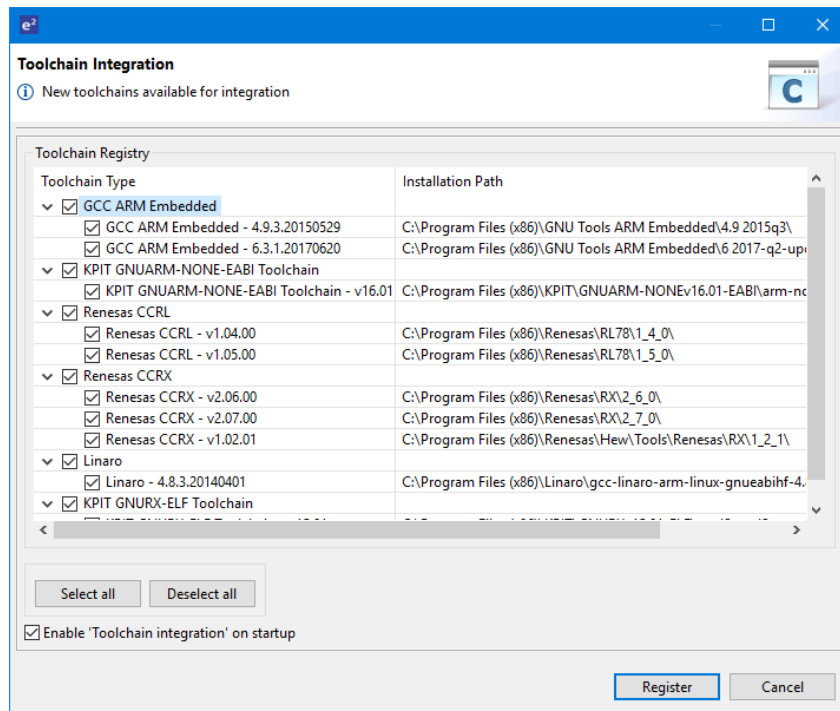 e²
Toolchain Integration
New toolchains available for integration
Toolchain Registry
Toolchain Type Installation Path
GCC ARM Embedded
GCC ARM Embedded - 4.9.3.20150529 C:\Program Files (x86)\GNU Tools ARM Embedded\4.9 2015q3\
GCC ARM Embedded - 6.3.1.20170620 C:\Program Files (x86)\GNU Tools ARM Embedded\6 2017-q2-up
KPIT GNUARM-NONE-EABI Toolchain
KPIT GNUARM-NONE-EABI Toolchain - v16.01 C:\Program Files (x86)\KPIT\GNUARM-NONEv16.01-EABI\arm-no
Renesas CCRL
Renesas CCRL - v1.04.00 C:\Program Files (x86)\Renesas\RL78\1_4_0\
Renesas CCRL - v1.05.00 C:\Program Files (x86)\Renesas\RL78\1_5_0\
Renesas CCRX
Renesas CCRX - v2.06.00 C:\Program Files (x86)\Renesas\RX\2_6_0\
Renesas CCRX - v2.07.00 C:\Program Files (x86)\Renesas\RX\2_7_0\
Renesas CCRX - v1.02.01 C:\Program Files (x86)\Renesas\Hew\Tools\Renesas\RX\1_2_1\
Linaro
Linaro - 4.8.3.20140401 C:\Program Files (x86)\Linaro\gcc-linaro-arm-linux-gnueabihf-4.
KPIT GNURX-ELF Toolchain
Select all Deselect all
Enable 'Toolchain integration' on startup
Register Cancel